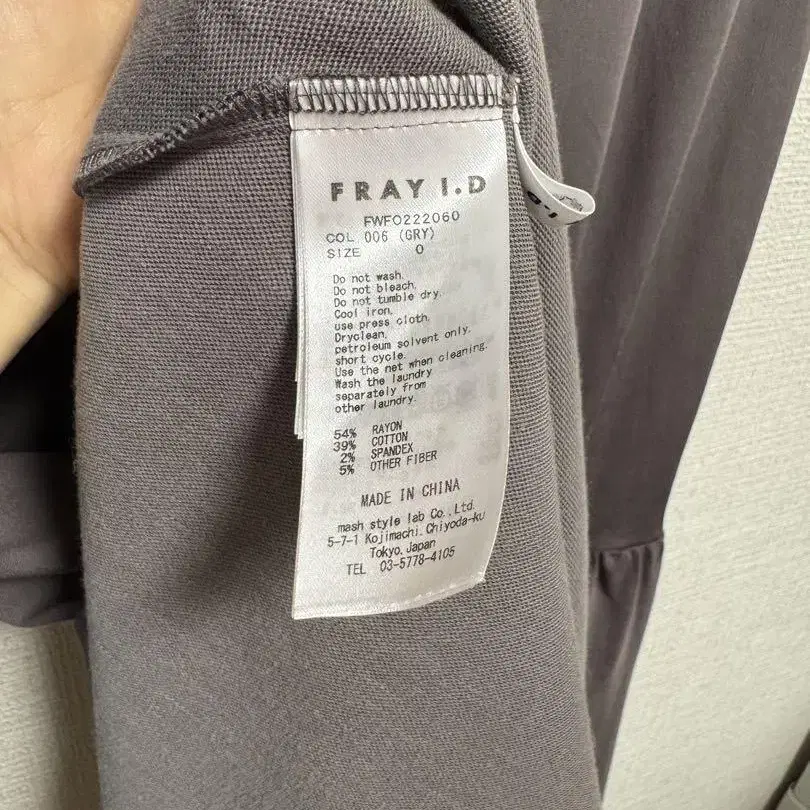 FRAY I.D
FWFO222060
COL 006 (GRY)
SIZE 0
Do not wash.
Do not bleach.
Do not tumble dry.
Cool iron.
use press cloth.
Dryclean.
petroleum solvent only.
short cycle.
Use the net when cleaning.
Wash the laundry
separately from
other laundry.
54% RAYON
39% COTTON
2% SPANDEX
5% OTHER FIBER
MADE IN CHINA
mash style lab Co., Ltd.
5-7-1 Kojimachi, Chiyoda-ku
Tokyo, Japan
TEL 03-5778-4105